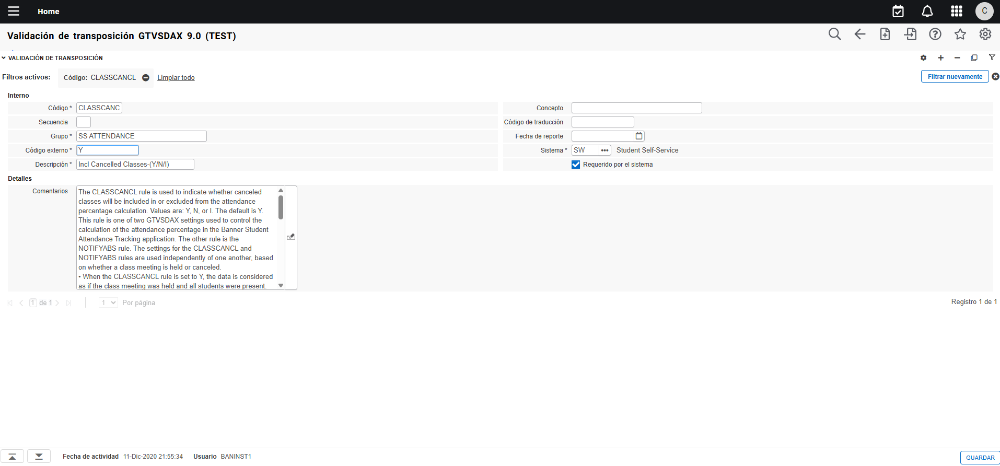 Home
C
Validación de transposición GTVSDAX 9.0 (TEST)
VALIDACIÓN DE TRANSPOSICIÓN
Filtros activos: Código: CLASSCANCL Limpiar todo
Filtrar nuevamente
Interno
Código * CLASSCANC
Concepto
Secuencia
Código de traducción
Grupo * SS ATTENDANCE
Fecha de reporte
Código externo * Y
Sistema * SW ••• Student Self-Service
Descripción * Incl Cancelled Classes-(Y/N/I)
Requerido por el sistema
Detalles
Comentarios
The CLASSCANCL rule is used to indicate whether canceled
classes will be included in or excluded from the attendance
percentage calculation. Values are: Y, N, or I. The default is Y.
This rule is one of two GTVSDAX settings used to control the
calculation of the attendance percentage in the Banner Student
Attendance Tracking application. The other rule is the
NOTIFYABS rule. The settings for the CLASSCANCL and
NOTIFYABS rules are used independently of one another, based
on whether a class meeting is held or canceled.
• When the CLASSCANCL rule is set to Y, the data is considered
as if the class meeting was held and all students were present.
1 de 1
1 Por página
Registro 1 de 1
Fecha de actividad 11-Dic-2020 21:55:34 Usuario BANINST1
GUARDAR